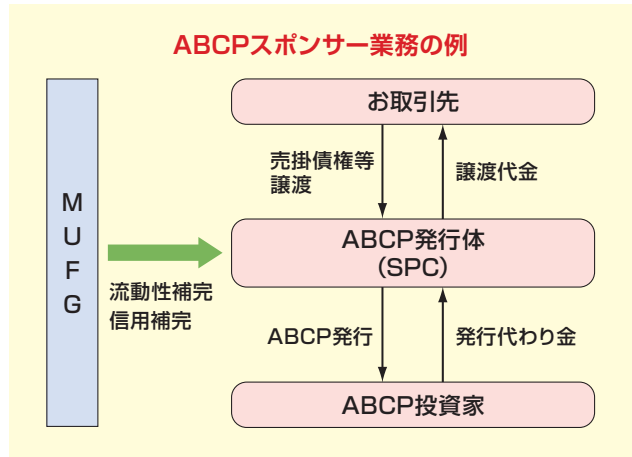 ABCPスポンサー業務の例
お取引先
売掛債権等
譲渡
譲渡代金
M
U
F
G
ABCP発行体
(SPC)
流動性補完
信用補完
ABCP発行
発行代わり金
ABCP投資家